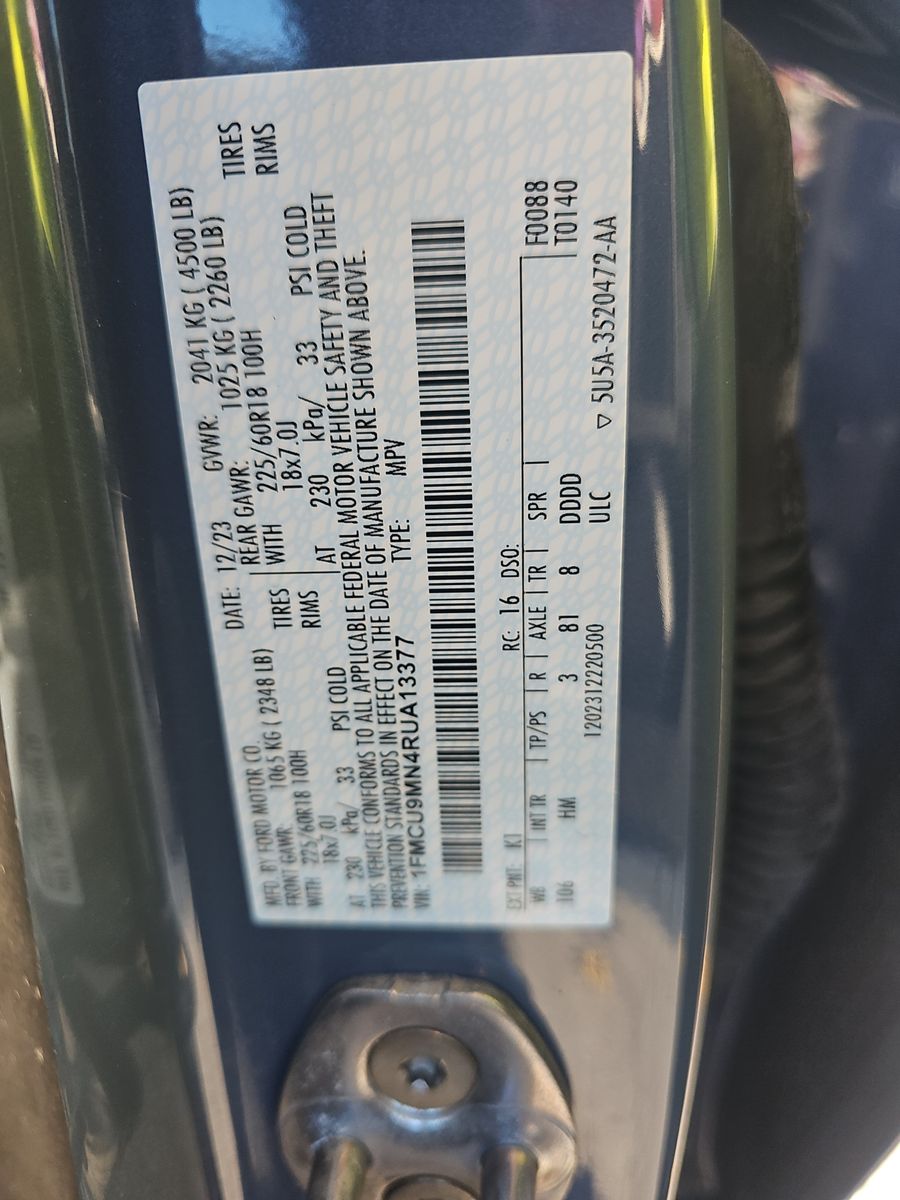 MFD. BY FORD MOTOR CO. DATE: 12/23 GVWR: 2041 KG ( 4500 LB)
FRONT GAWR: 1065 KG ( 2348 LB) REAR GAWR: 1025 KG ( 2260 LB)
WITH 225/60R18 100H TIRES WITH 225/60R18 100H TIRES
18x7.0J RIMS 18x7.0J RIMS
AT 230 kPa/ 33 PSI COLD AT 230 kPa/ 33 PSI COLD
THIS VEHICLE CONFORMS TO ALL APPLICABLE FEDERAL MOTOR VEHICLE SAFETY AND THEFT
PREVENTION STANDARDS IN EFFECT ON THE DATE OF MANUFACTURE SHOWN ABOVE.
VIN: 1FMCU9MN4RUA13377 TYPE: MPV
EXT PNT: K1 RC: 16 DSO: F0088
WB INT TR TP/PS R AXLE TR SPR T0140
106 HM 3 81 8 DDDD
1202312220500 ULC ▽ 5U5A-3520472-AA